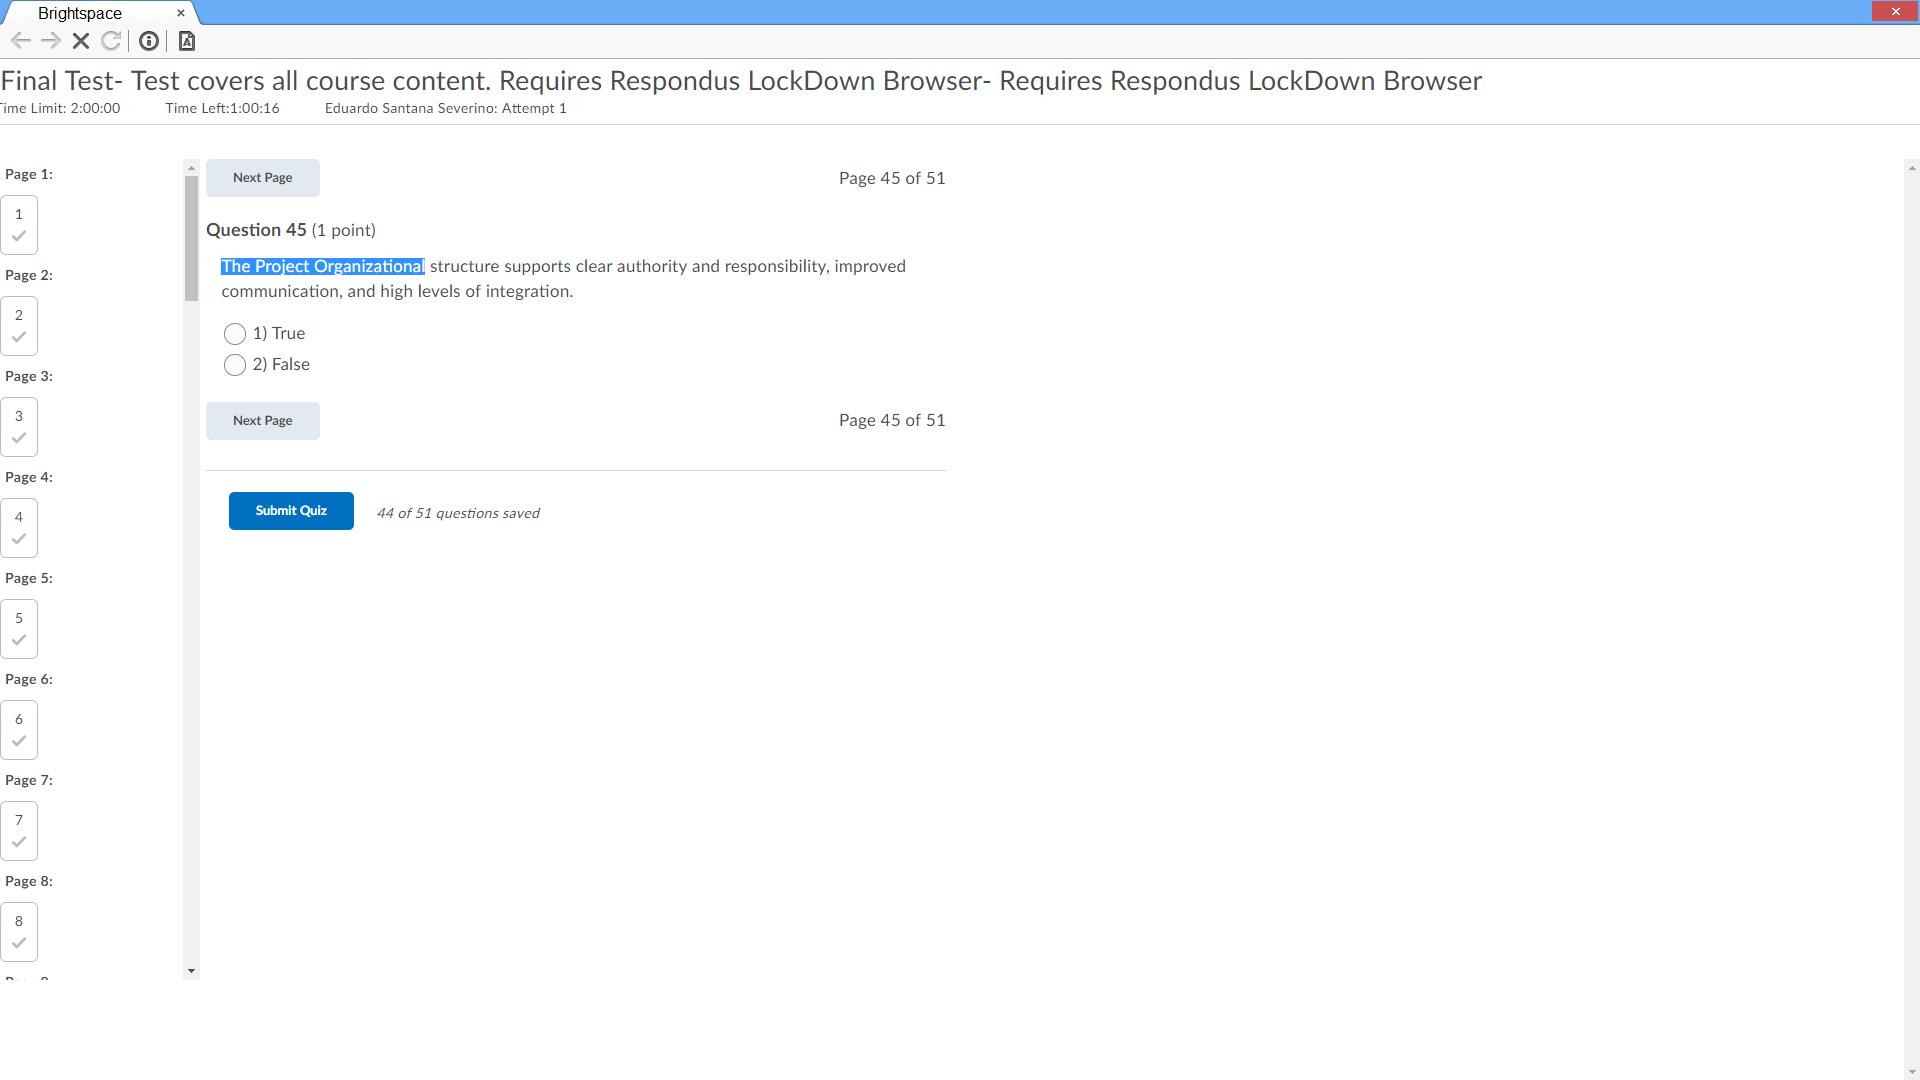 Brightspace
Final Test- Test covers all course content. Requires Respondus LockDown Browser- Requires Respondus LockDown Browser
Time Limit: 2:00:00 Time Left:1:00:16 Eduardo Santana Severino: Attempt 1
Page 1:
1
Page 2:
2
Page 3:
3
Page 4:
4
Page 5:
5
Page 6:
6
Page 7:
7
Page 8:
8
Next Page Page 45 of 51
Question 45 (1 point)
The Project Organizational structure supports clear authority and responsibility, improved
communication, and high levels of integration.
1) True
2) False
Next Page Page 45 of 51
Submit Quiz 44 of 51 questions saved